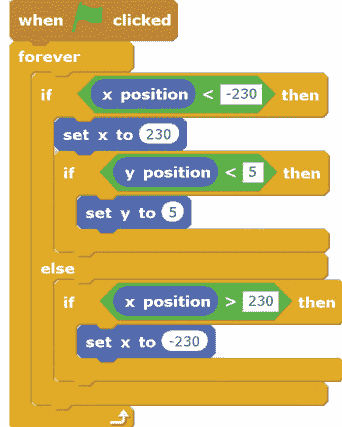 when clicked
forever
if x position < -230 then
set x to 230
if y position < 5 then
set y to 5
else
if x position > 230 then
set x to -230